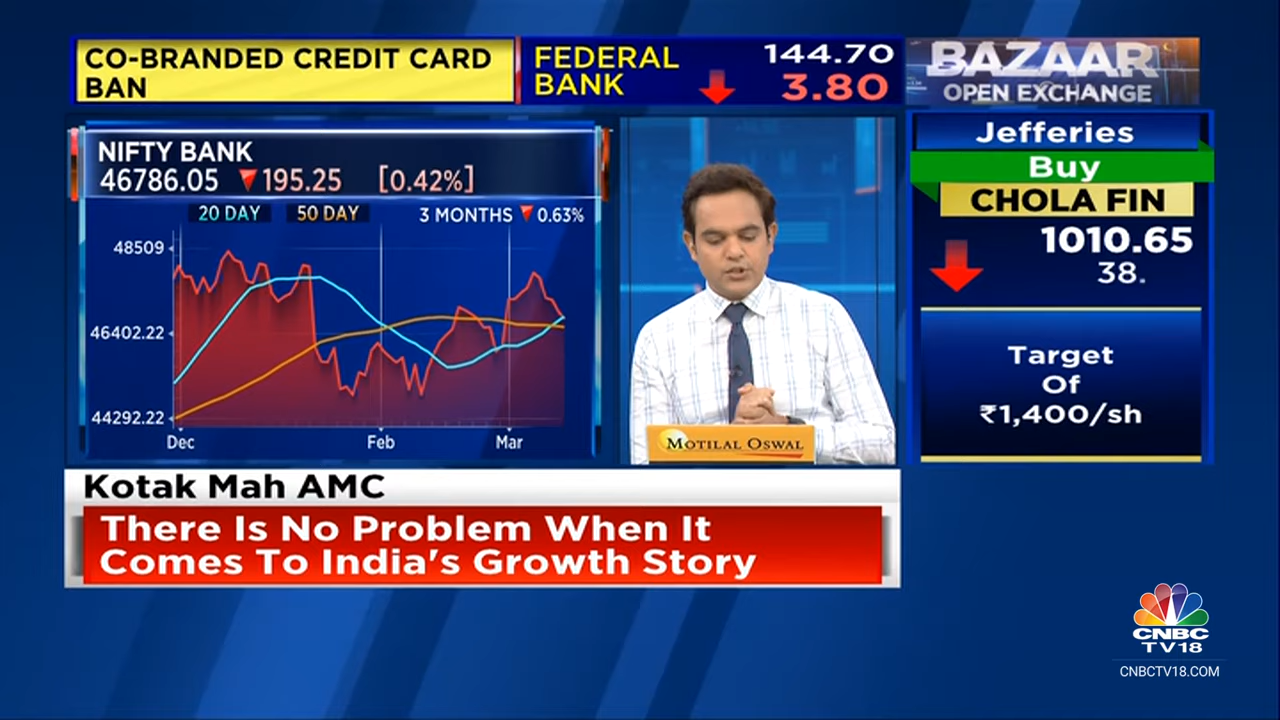 CO-BRANDED CREDIT CARD
BAN
FEDERAL
BANK
144.70
3.80
BAZAAR
OPEN EXCHANGE
NIFTY BANK
46786.05 195.25 [0.42%]
20 DAY 50 DAY 3 MONTHS 0.63%
48509
46402.22
44292.22
Dec Feb Mar
MOTILAL OSWAL
Jefferies
Buy
CHOLA FIN
1010.65
38.
Target
Of
₹1,400/sh
Kotak Mah AMC
There Is No Problem When It
Comes To India's Growth Story
CNBC
TV18
CNBCTV18.COM